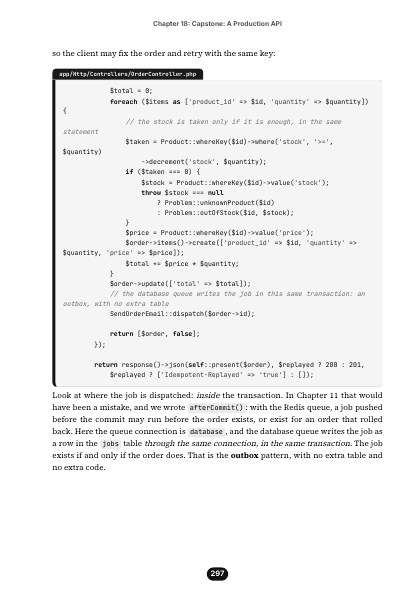 Chapter 18: Capstone: A Production API
so the client may fix the order and retry with the same key:
app/Http/Controllers/OrderController.php
$total = 0;
foreach ($items as ['product_id' => $id, 'quantity' => $quantity])
{
// the stock is taken only if it is enough, in the same
statement
$taken = Product::whereKey($id)->where('stock', '>=',
$quantity)
->decrement('stock', $quantity);
if ($taken === 0) {
$stock = Product::whereKey($id)->value('stock');
throw $stock === null
? Problem::unknownProduct($id)
: Problem::outOfStock($id, $stock);
}
$price = Product::whereKey($id)->value('price');
$order->items()->create(['product_id' => $id, 'quantity' =>
$quantity, 'price' => $price]);
$total += $price * $quantity;
}
$order->update(['total' => $total]);
// the database queue writes the job in this same transaction: an
outbox, with no extra table
SendOrderEmail::dispatch($order->id);
return [$order, false];
});
return response()->json(self::present($order), $replayed ? 200 : 201,
$replayed ? ['Idempotent-Replayed' => 'true'] : []);
Look at where the job is dispatched: inside the transaction. In Chapter 11 that would
have been a mistake, and we wrote afterCommit(): with the Redis queue, a job pushed
before the commit may run before the order exists, or exist for an order that rolled
back. Here the queue connection is database, and the database queue writes the job as
a row in the jobs table through the same connection, in the same transaction. The job
exists if and only if the order does. That is the outbox pattern, with no extra table and
no extra code.
297